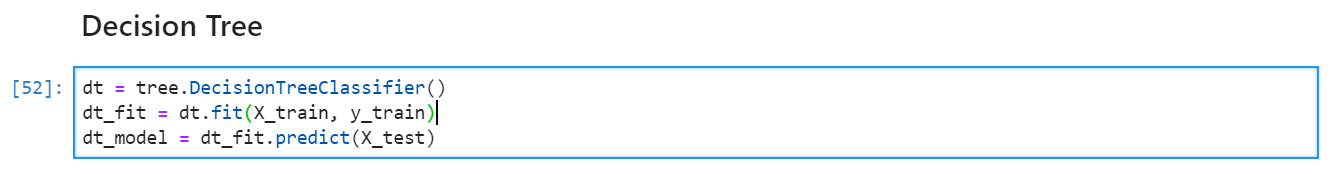 Decision Tree
[52]: dt = tree.DecisionTreeClassifier()
dt_fit = dt.fit(X_train, y_train)
dt_model = dt_fit.predict(X_test)